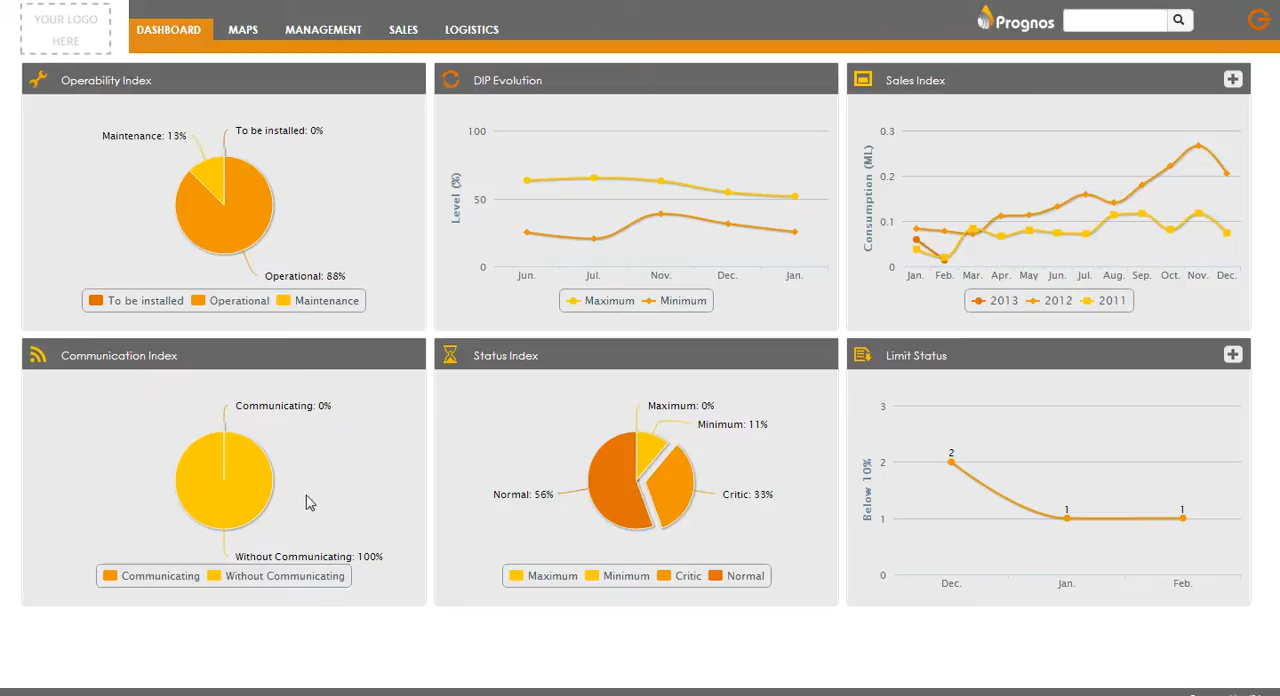 YOUR LOGO
HERE
DASHBOARD MAPS MANAGEMENT SALES LOGISTICS
Prognos
Operability Index
Maintenance: 13%
To be installed: 0%
Operational: 88%
To be installed Operational Maintenance
DIP Evolution
Level (%)
100
50
0
Jun. Jul. Nov. Dec. Jan.
Maximum Minimum
Sales Index
Consumption (ML)
0.3
0.2
0.1
0
Jan. Feb. Mar. Apr. May Jun. Jul. Aug. Sep. Oct. Nov. Dec.
2013 2012 2011
Communication Index
Communicating: 0%
Without Communicating: 100%
Communicating Without Communicating
Status Index
Maximum: 0%
Minimum: 11%
Normal: 56%
Critic: 33%
Maximum Minimum Critic Normal
Limit Status
Below 10%
3
2
1
0
2
1
1
Dec. Jan. Feb.